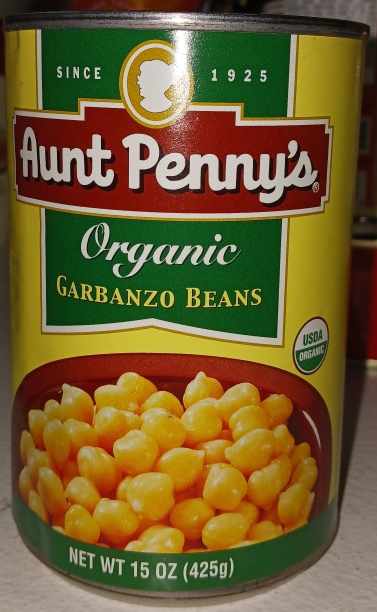 SINCE 1925
Aunt Penny's®
Organic
GARBANZO BEANS
USDA
ORGANIC
NET WT 15 OZ (425g)